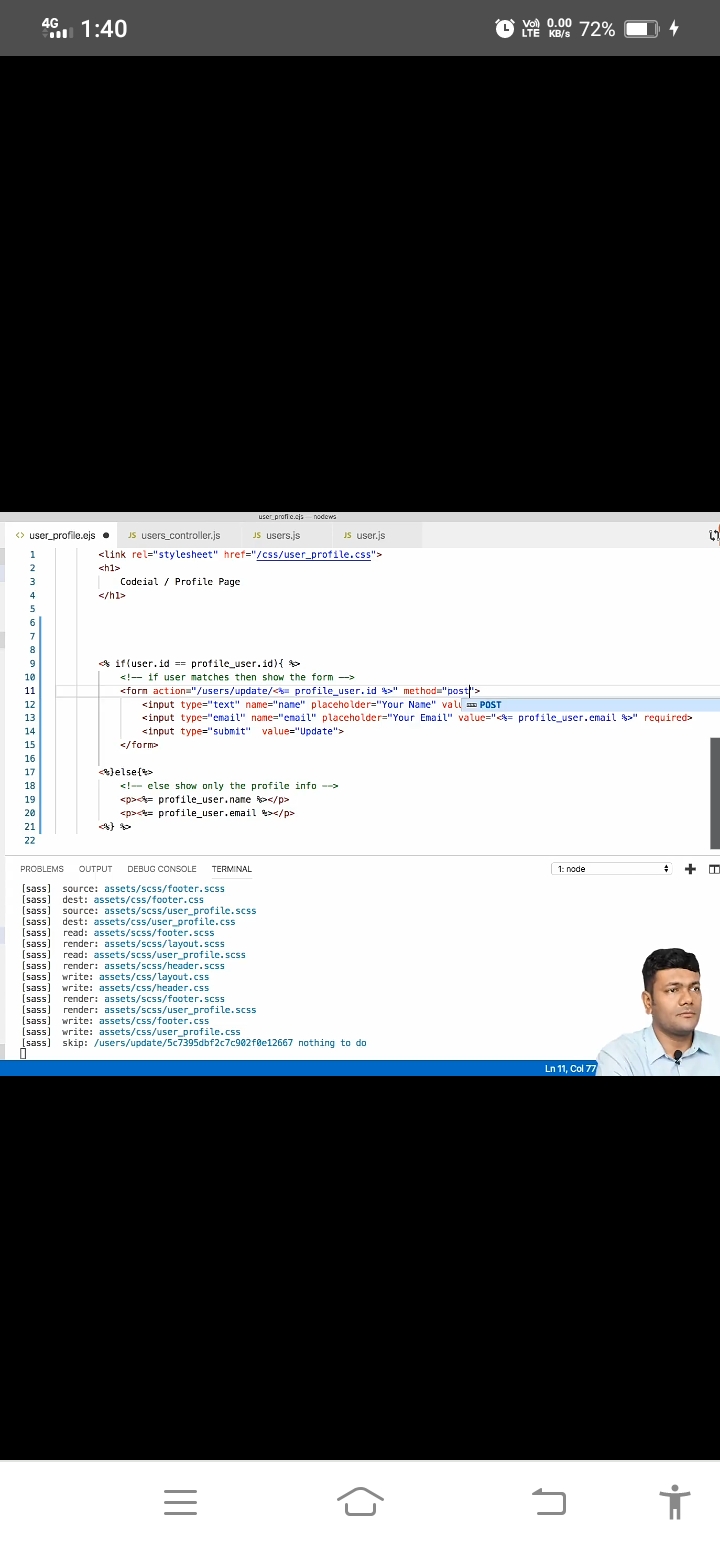 4G 1:40 Vo) LTE 0.00 KB/s 72%
user_profile.ejs — nodews
<> user_profile.ejs ● JS users_controller.js JS users.js JS user.js
1 <link rel="stylesheet" href="/css/user_profile.css">
2 <h1>
3 Codeial / Profile Page
4 </h1>
5
6
7
8
9 <% if(user.id == profile_user.id){ %>
10 <!-- if user matches then show the form -->
11 <form action="/users/update/<%= profile_user.id %>" method="post">
12 <input type="text" name="name" placeholder="Your Name" valu POST
13 <input type="email" name="email" placeholder="Your Email" value="<%= profile_user.email %>" required>
14 <input type="submit" value="Update">
15 </form>
16
17 <%}else{%>
18 <!-- else show only the profile info -->
19 <p><%= profile_user.name %></p>
20 <p><%= profile_user.email %></p>
21 <%} %>
22
PROBLEMS OUTPUT DEBUG CONSOLE TERMINAL 1: node
[sass] source: assets/scss/footer.scss
[sass] dest: assets/css/footer.css
[sass] source: assets/scss/user_profile.scss
[sass] dest: assets/css/user_profile.css
[sass] read: assets/scss/footer.scss
[sass] render: assets/scss/layout.scss
[sass] read: assets/scss/user_profile.scss
[sass] render: assets/scss/header.scss
[sass] write: assets/css/layout.css
[sass] write: assets/css/header.css
[sass] render: assets/scss/footer.scss
[sass] render: assets/scss/user_profile.scss
[sass] write: assets/css/footer.css
[sass] write: assets/css/user_profile.css
[sass] skip: /users/update/5c7395dbf2c7c902f0e12667 nothing to do
Ln 11, Col 77